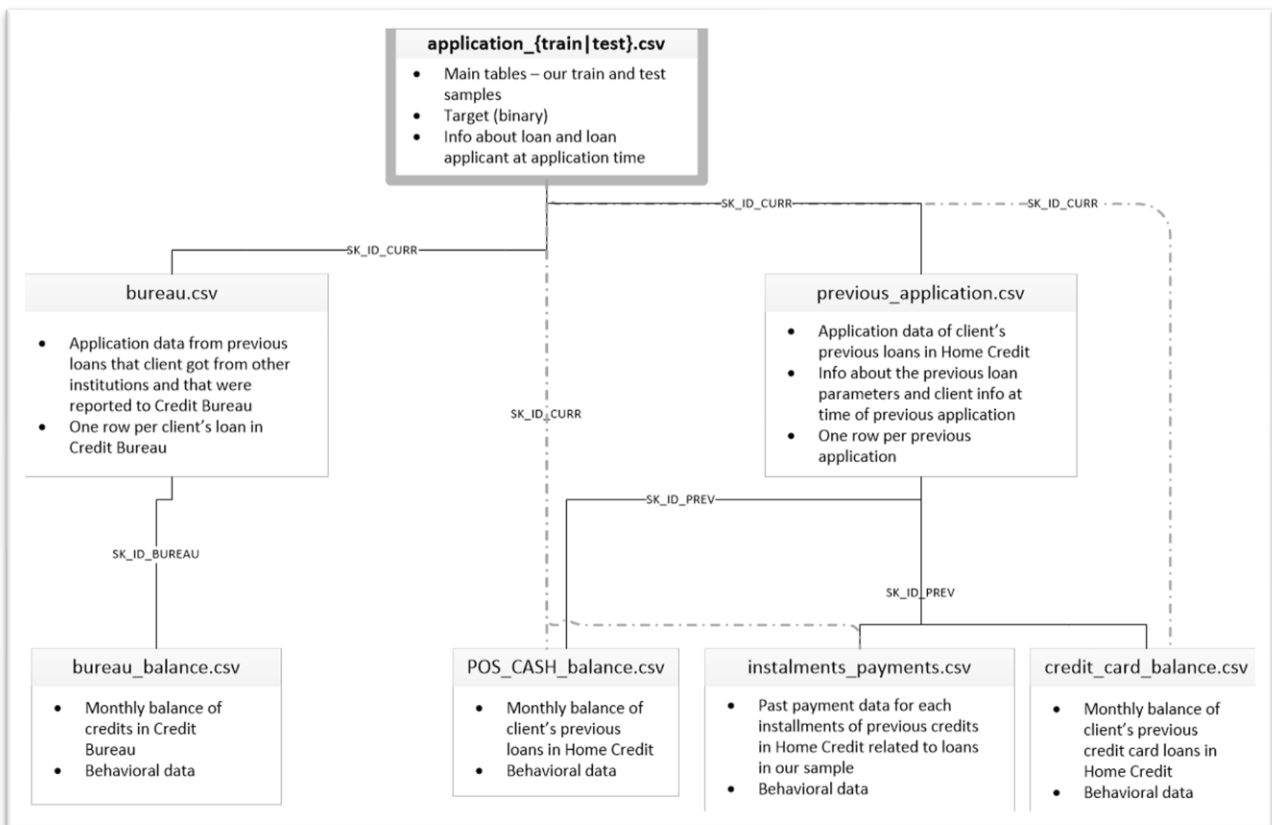 application_{train|test}.csv
• Main tables – our train and test
samples
• Target (binary)
• Info about loan and loan
applicant at application time
SK_ID_CURR
SK_ID_CURR
SK_ID_CURR
bureau.csv
• Application data from previous
loans that client got from other
institutions and that were
reported to Credit Bureau
• One row per client's loan in
Credit Bureau
previous_application.csv
• Application data of client's
previous loans in Home Credit
• Info about the previous loan
parameters and client info at
time of previous application
• One row per previous
application
SK_ID_CURR
SK_ID_PREV
SK_ID_BUREAU
SK_ID_PREV
bureau_balance.csv
• Monthly balance of
credits in Credit
Bureau
• Behavioral data
POS_CASH_balance.csv
• Monthly balance of
client's previous
loans in Home Credit
• Behavioral data
instalments_payments.csv
• Past payment data for each
installments of previous credits
in Home Credit related to loans
in our sample
• Behavioral data
credit_card_balance.csv
• Monthly balance of
client's previous
credit card loans in
Home Credit
• Behavioral data